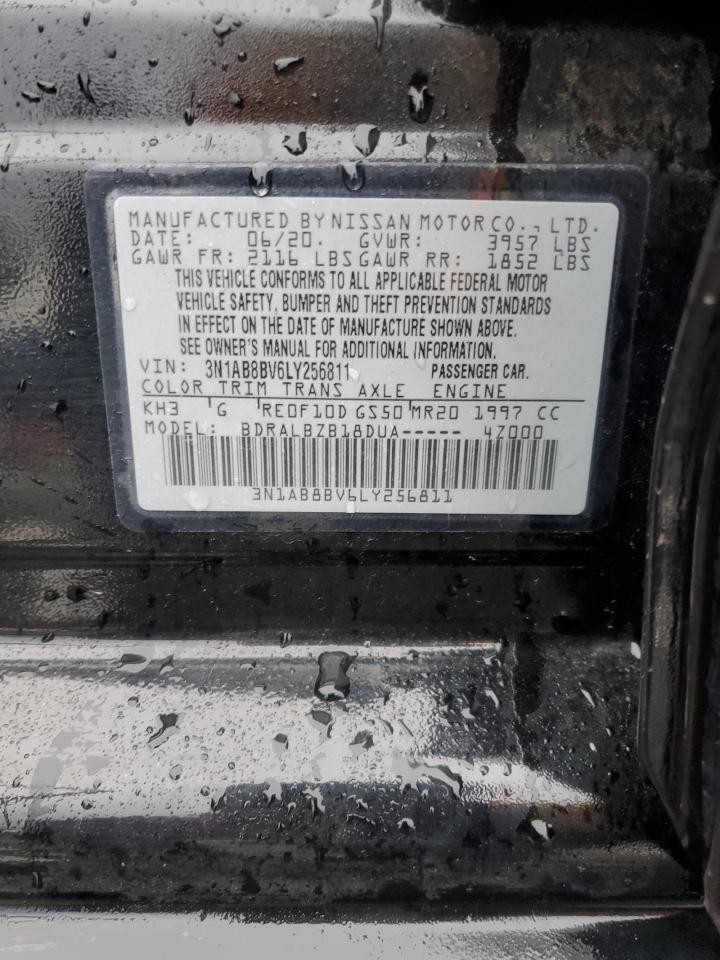 MANUFACTURED BY NISSAN MOTOR CO., LTD.
DATE: 06/20. GVWR: 3957 LBS
GAWR FR: 2116 LBS GAWR RR: 1852 LBS
THIS VEHICLE CONFORMS TO ALL APPLICABLE FEDERAL MOTOR
VEHICLE SAFETY, BUMPER AND THEFT PREVENTION STANDARDS
IN EFFECT ON THE DATE OF MANUFACTURE SHOWN ABOVE.
SEE OWNER'S MANUAL FOR ADDITIONAL INFORMATION.
VIN: 3N1AB8BV6LY256811 PASSENGER CAR.
COLOR TRIM TRANS AXLE ENGINE
KH3 G RE0F10D GS50 MR20 1997 CC
MODEL: BDRALBZB18DUA----- 47000
3N1AB8BV6LY256811